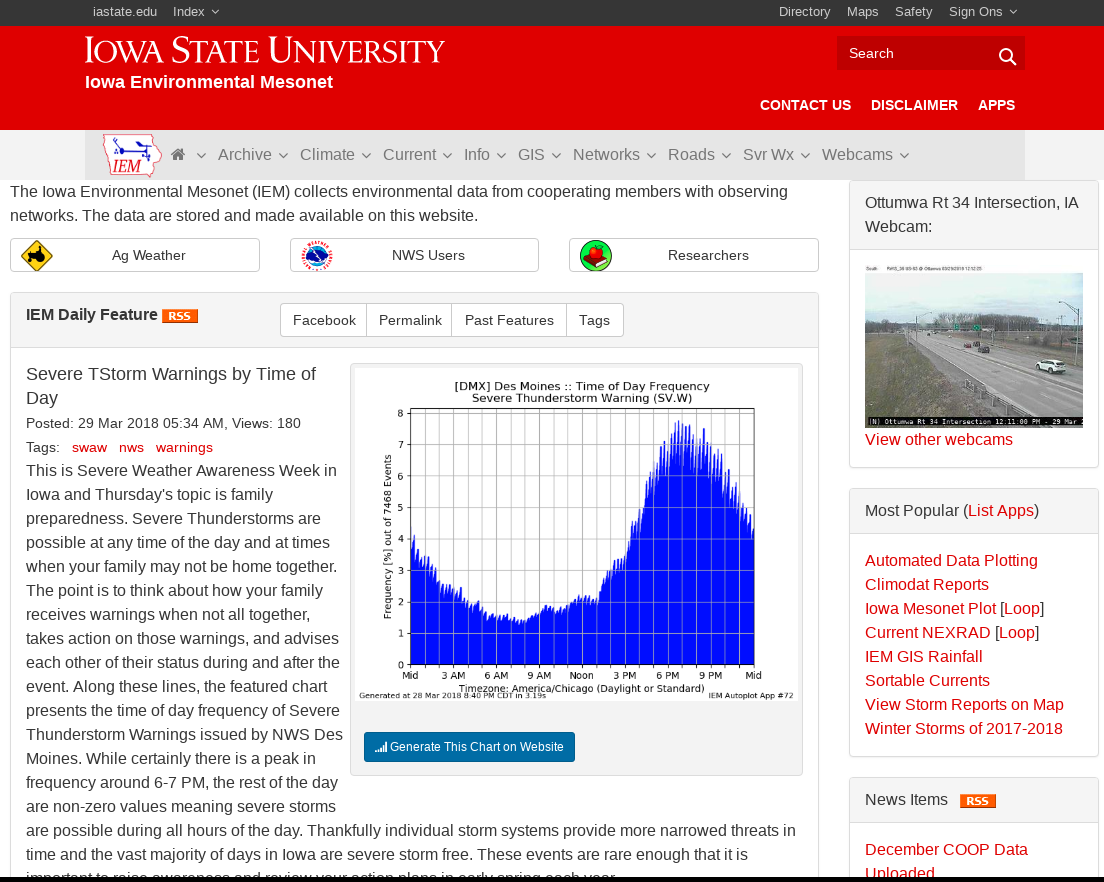 iastate.edu Index
Directory Maps Safety Sign Ons
IOWA STATE UNIVERSITY
Iowa Environmental Mesonet
Search
CONTACT US DISCLAIMER APPS
IEM Archive Climate Current Info GIS Networks Roads Svr Wx Webcams
The Iowa Environmental Mesonet (IEM) collects environmental data from cooperating members with observing
networks. The data are stored and made available on this website.
Ag Weather NWS Users Researchers
IEM Daily Feature RSS Facebook Permalink Past Features Tags
Severe TStorm Warnings by Time of
Day
Posted: 29 Mar 2018 05:34 AM, Views: 180
Tags: swaw nws warnings
This is Severe Weather Awareness Week in
Iowa and Thursday's topic is family
preparedness. Severe Thunderstorms are
possible at any time of the day and at times
when your family may not be home together.
The point is to think about how your family
receives warnings when not all together,
takes action on those warnings, and advises
each other of their status during and after the
event. Along these lines, the featured chart
presents the time of day frequency of Severe
Thunderstorm Warnings issued by NWS Des
Moines. While certainly there is a peak in
frequency around 6-7 PM, the rest of the day
are non-zero values meaning severe storms
are possible during all hours of the day. Thankfully individual storm systems provide more narrowed threats in
time and the vast majority of days in Iowa are severe storm free. These events are rare enough that it is
important to raise awareness and review your action plans in early spring each year.
[DMX] Des Moines :: Time of Day Frequency
Severe Thunderstorm Warning (SV.W)
Frequency [%] out of 7468 Events
8
7
6
5
4
3
2
1
0
Mid 3 AM 6 AM 9 AM Noon 3 PM 6 PM 9 PM Mid
Timezone: America/Chicago (Daylight or Standard)
Generated at 28 Mar 2018 8:40 PM CDT in 3.19s IEM Autoplot App #72
Generate This Chart on Website
Ottumwa Rt 34 Intersection, IA
Webcam:
South
(N) Ottumwa Rt 34 Intersection 12:11:00 PM - 29 Mar 2
View other webcams
Most Popular (List Apps)
Automated Data Plotting
Climodat Reports
Iowa Mesonet Plot [Loop]
Current NEXRAD [Loop]
IEM GIS Rainfall
Sortable Currents
View Storm Reports on Map
Winter Storms of 2017-2018
News Items RSS
December COOP Data
Uploaded